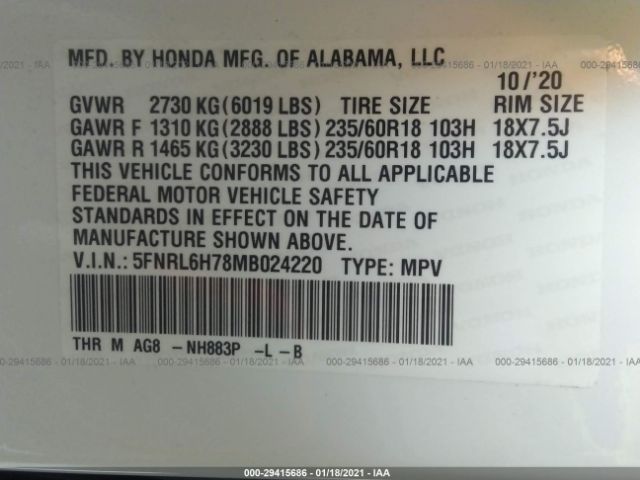 MFD. BY HONDA MFG. OF ALABAMA, LLC
10/'20
GVWR 2730 KG(6019 LBS) TIRE SIZE RIM SIZE
GAWR F 1310 KG(2888 LBS) 235/60R18 103H 18X7.5J
GAWR R 1465 KG(3230 LBS) 235/60R18 103H 18X7.5J
THIS VEHICLE CONFORMS TO ALL APPLICABLE
FEDERAL MOTOR VEHICLE SAFETY
STANDARDS IN EFFECT ON THE DATE OF
MANUFACTURE SHOWN ABOVE.
V.I.N.: 5FNRL6H78MB024220 TYPE: MPV
THR M AG8 -NH883P -L -B
000-29415686 - 01/18/2021 - IAA